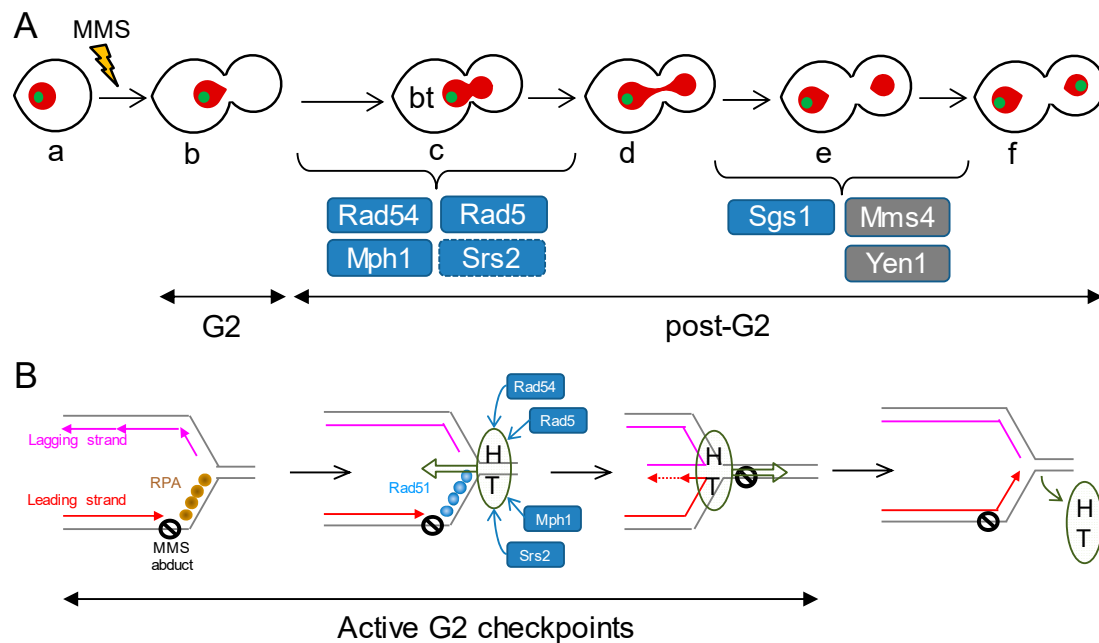 A
MMS
bt
a
b
c
d
e
f
Rad54
Rad5
Mph1
Srs2
Sgs1
Mms4
Yen1
G2
post-G2
B
Lagging strand
Leading strand
RPA
MMS
abduct
Rad51
H
T
Rad54
Rad5
Mph1
Srs2
H
T
H
T
Active G2 checkpoints